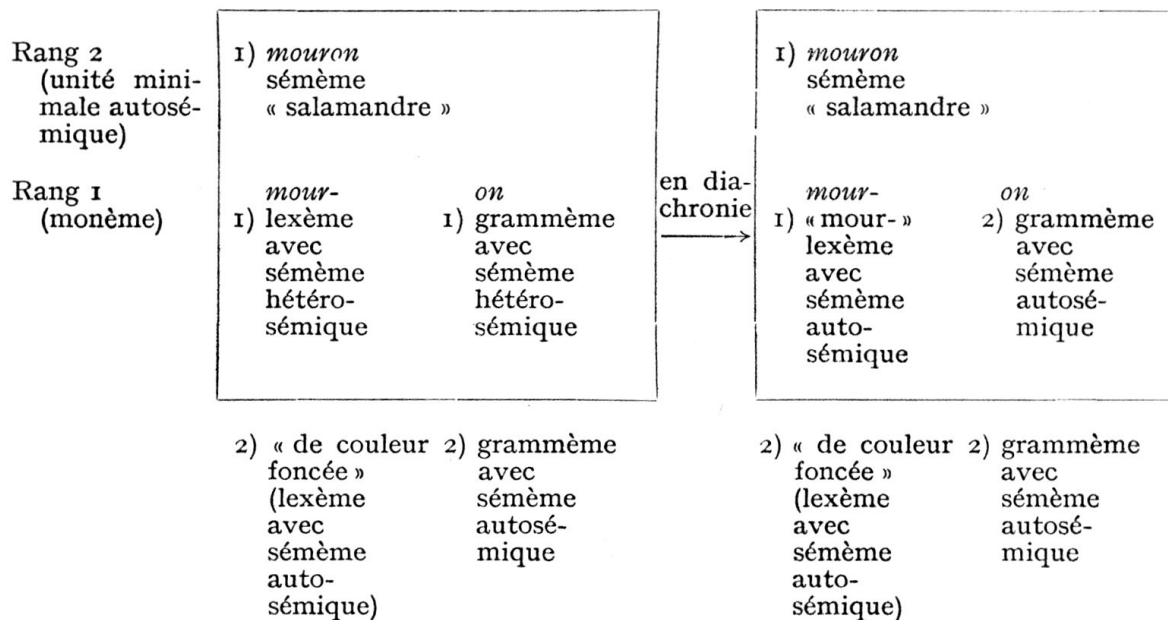 Rang 2
(unité mini-
male autosé-
mique)
1) mouron
sémème
« salamandre »
1) mouron
sémème
« salamandre »
Rang 1
(monème)
mour-
1) lexème
avec
sémème
hétéro-
sémique
on
1) grammème
avec
sémème
hétéro-
sémique
en dia-
chronie
mour-
1) « mour- »
lexème
avec
sémème
auto-
sémique
on
2) grammème
avec
sémème
autosé-
mique
2) « de couleur
foncée »
(lexème
avec
sémème
auto-
sémique)
2) grammème
avec
sémème
autosé-
mique
2) « de couleur
foncée »
(lexème
avec
sémème
auto-
sémique)
2) grammème
avec
sémème
autosé-
mique